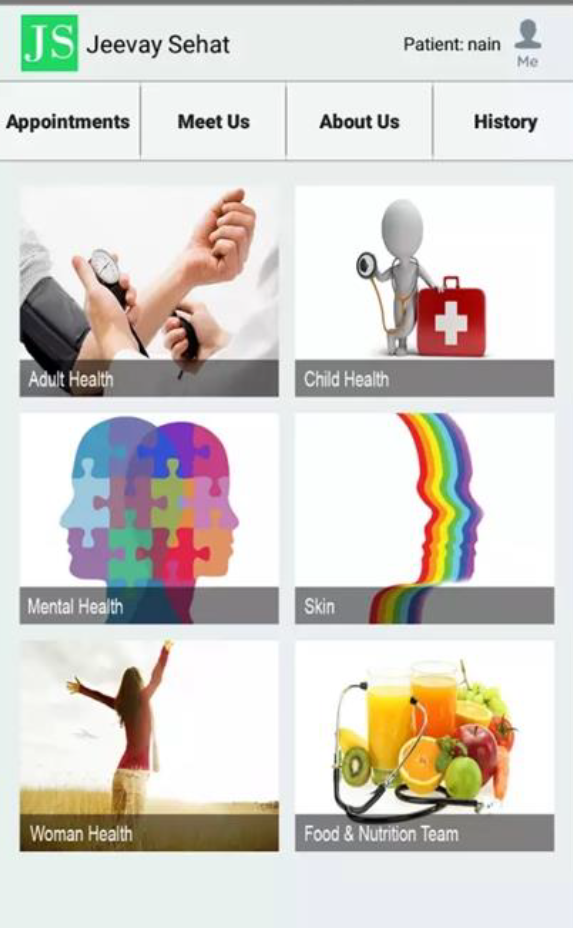 JS Jeevay Sehat Patient: nain
Me
Appointments Meet Us About Us History
Adult Health Child Health
Mental Health Skin
Woman Health Food & Nutrition Team